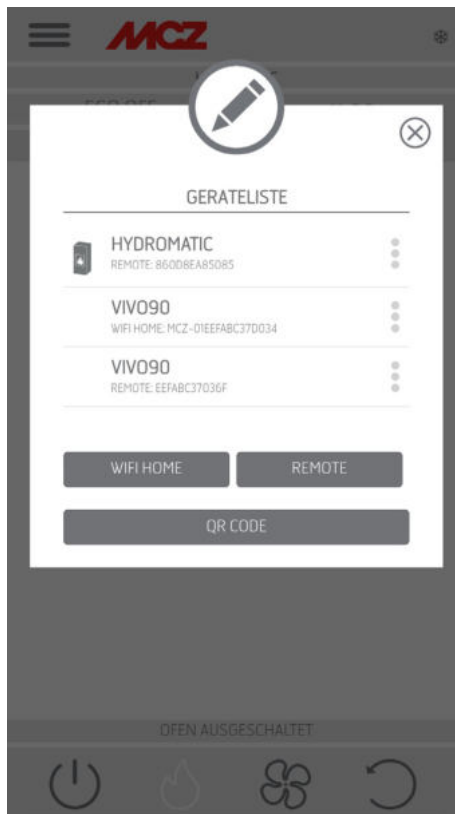 MCZ
GERATELISTE
HYDROMATIC
REMOTE: 860D8EA85085
VIVO90
WIFI HOME: MCZ-01EEFABC37D034
VIVO90
REMOTE: EEFABC37036F
WIFI HOME
REMOTE
QR CODE
OFEN AUSGESCHALTET